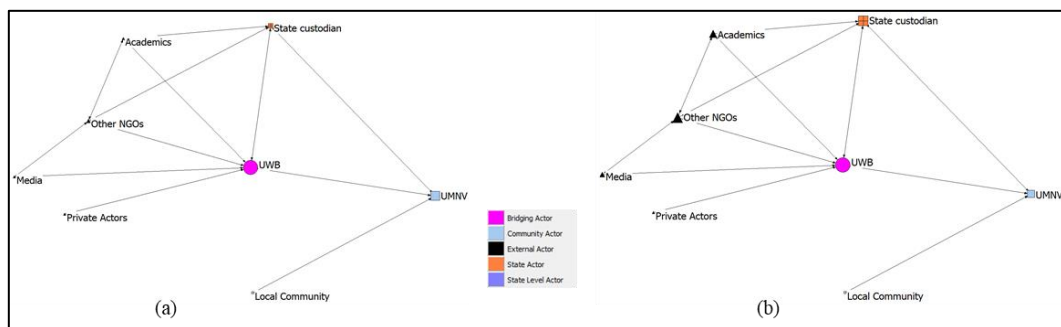 State custodian
Academics
Other NGOs
UWB
Media
UMNV
Private Actors
Bridging Actor
Community Actor
External Actor
State Actor
State Level Actor
Local Community
(a)
State custodian
Academics
Other NGOs
UWB
Media
UMNV
Private Actors
Local Community
(b)